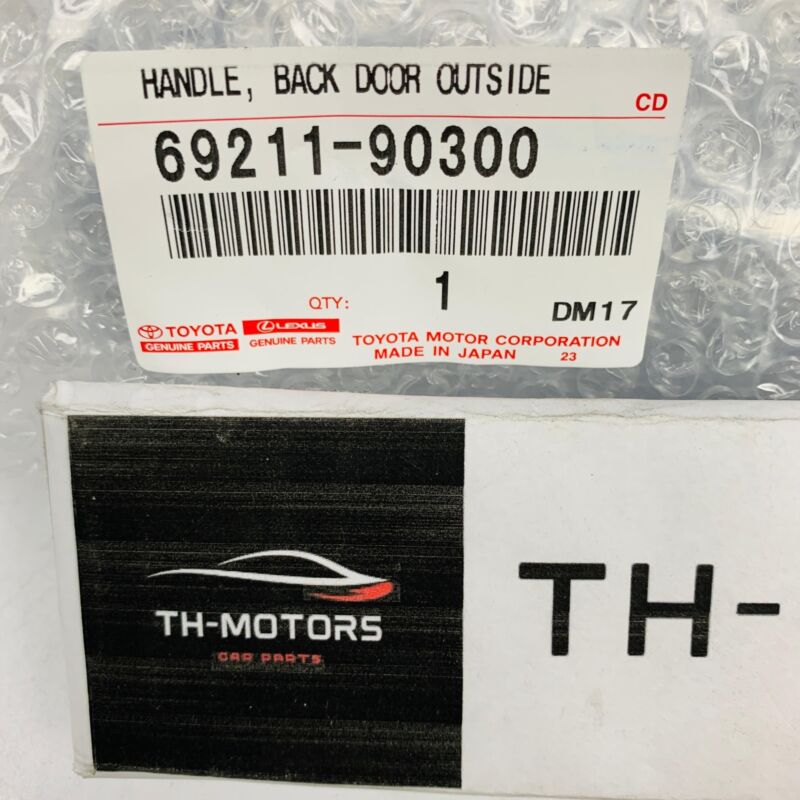 HANDLE, BACK DOOR OUTSIDE
CD
69211-90300
QTY: 1 DM17
TOYOTA LEXUS
GENUINE PARTS GENUINE PARTS
TOYOTA MOTOR CORPORATION
MADE IN JAPAN 23
TH-MOTORS
CAR PARTS
TH-